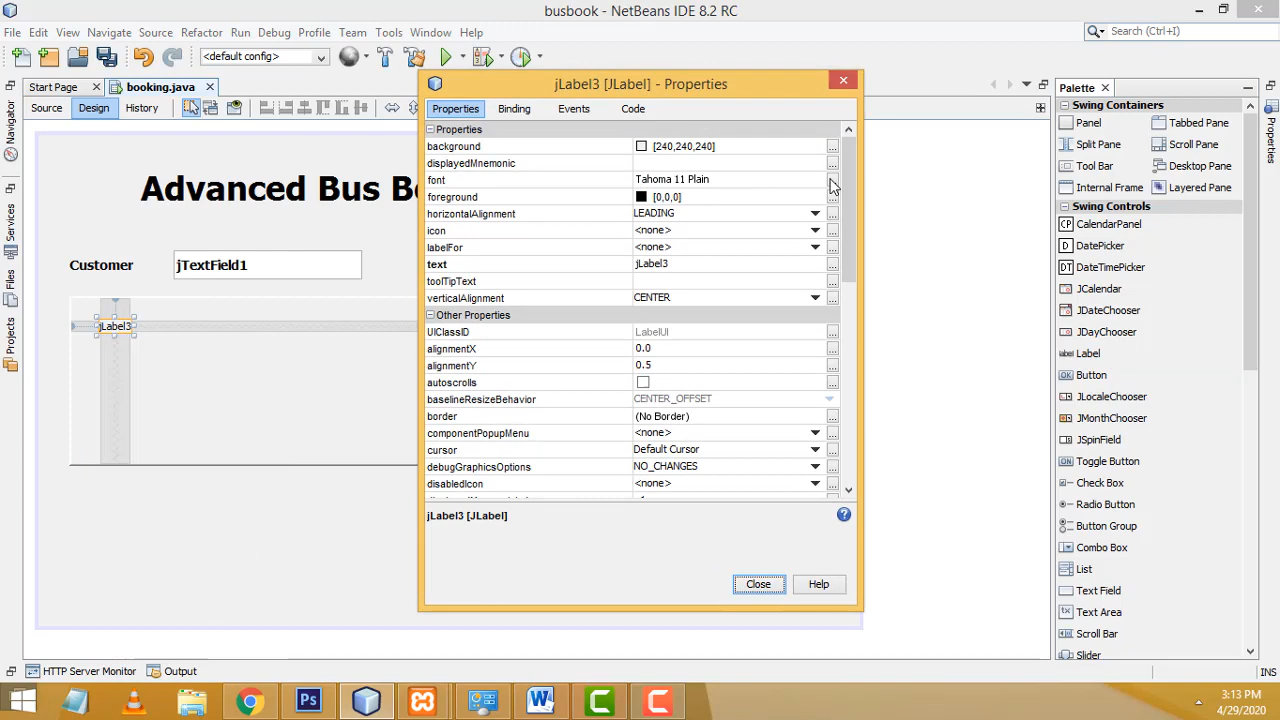 busbook - NetBeans IDE 8.2 RC
File Edit View Navigate Source Refactor Run Debug Profile Team Tools Window Help
Search (Ctrl+I)
<default config>
Start Page
booking.java
Source Design History
Navigator
Services
Files
Projects
Advanced Bus Bo
Customer jTextField1
jLabel3
jLabel3 [JLabel] - Properties
Properties Binding Events Code
Properties
background [240,240,240]
displayedMnemonic
font Tahoma 11 Plain
foreground [0,0,0]
horizontalAlignment LEADING
icon <none>
labelFor <none>
text jLabel3
toolTipText
verticalAlignment CENTER
Other Properties
UIClassID LabelUI
alignmentX 0.0
alignmentY 0.5
autoscrolls
baselineResizeBehavior CENTER_OFFSET
border (No Border)
componentPopupMenu <none>
cursor Default Cursor
debugGraphicsOptions NO_CHANGES
disabledIcon <none>
jLabel3 [JLabel]
Close Help
Palette
Swing Containers
Panel Tabbed Pane
Split Pane Scroll Pane
Tool Bar Desktop Pane
Internal Frame Layered Pane
Swing Controls
CP CalendarPanel
D DatePicker
DT DateTimePicker
JCalendar
JDateChooser
JDayChooser
label Label
OK Button
JLocaleChooser
JMonthChooser
JSpinField
ON Toggle Button
Check Box
Radio Button
Button Group
Combo Box
List
Text Field
Text Area
Scroll Bar
Slider
Properties
HTTP Server Monitor Output
INS
Ps
3:13 PM
4/29/2020